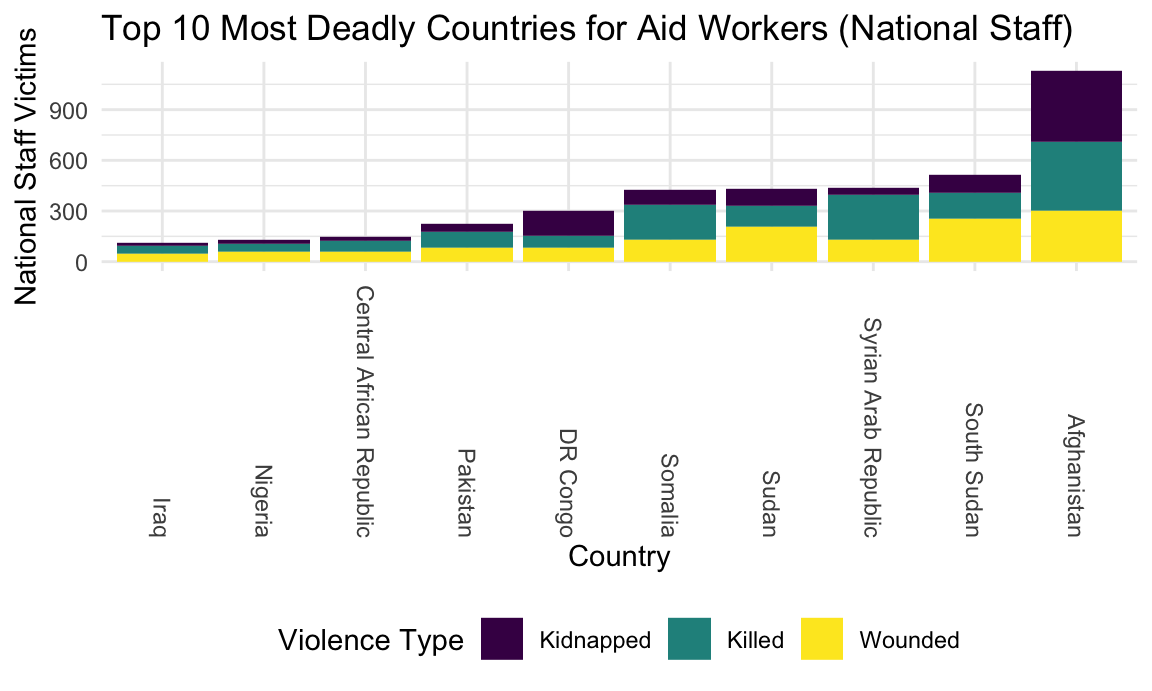 Top 10 Most Deadly Countries for Aid Workers (National Staff)
National Staff Victims
900
600
300
0
Iraq
Nigeria
Central African Republic
Pakistan
DR Congo
Somalia
Sudan
Syrian Arab Republic
South Sudan
Afghanistan
Country
Violence Type
Kidnapped
Killed
Wounded